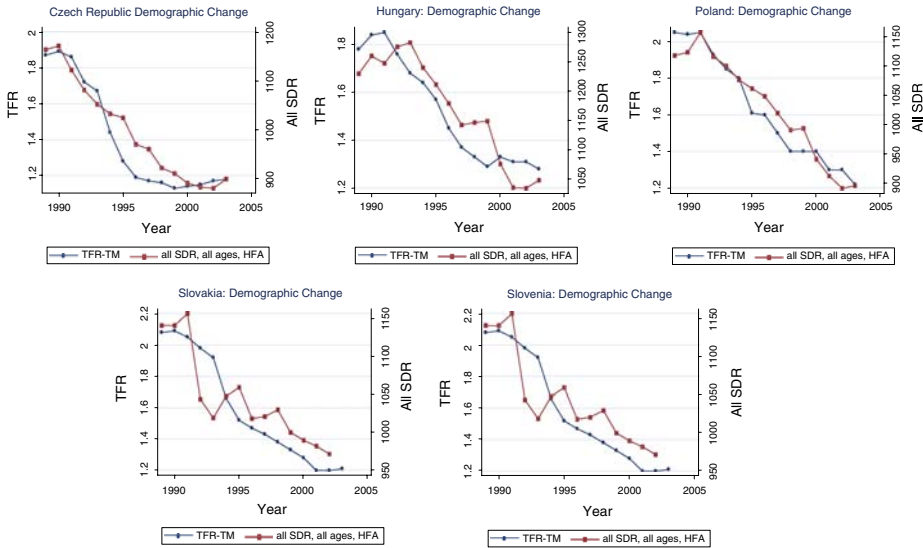 Czech Republic Demographic Change
2
1.8
1.6
1.4
1.2
TFR
1200
1100
1000
900
All SDR
1990
1995
2000
2005
Year
TFR-TM
all SDR, all ages, HFA
Hungary: Demographic Change
1.8
1.6
1.4
1.2
TFR
1300
1250
1200
1150
1100
1050
All SDR
1990
1995
2000
2005
Year
TFR-TM
all SDR, all ages, HFA
Poland: Demographic Change
2
1.8
1.6
1.4
1.2
TFR
1150
1100
1050
1000
950
900
All SDR
1990
1995
2000
2005
Year
TFR-TM
all SDR, all ages, HFA
Slovakia: Demographic Change
2.2
2
1.8
1.6
1.4
1.2
TFR
1150
1100
1050
1000
950
All SDR
1990
1995
2000
2005
Year
TFR-TM
all SDR, all ages, HFA
Slovenia: Demographic Change
2.2
2
1.8
1.6
1.4
1.2
TFR
1150
1100
1050
1000
950
All SDR
1990
1995
2000
2005
Year
TFR-TM
all SDR, all ages, HFA